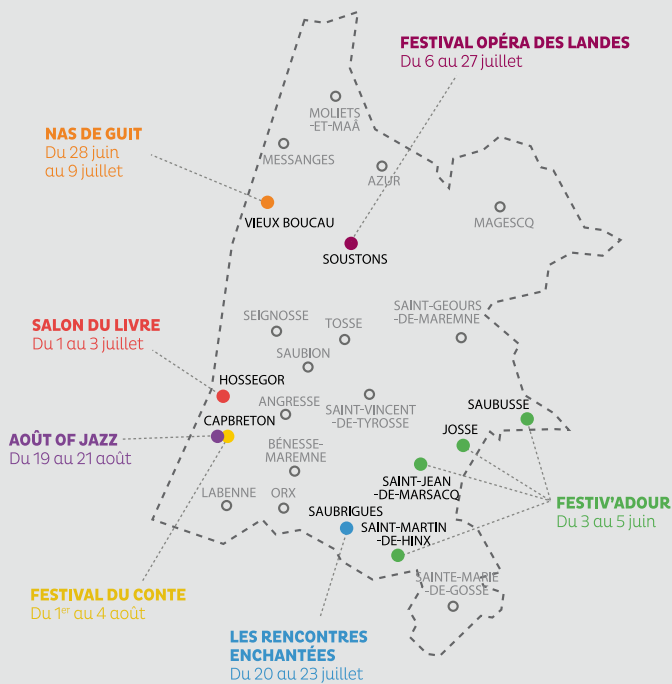 FESTIVAL OPÉRA DES LANDES
Du 6 au 27 juillet
MOLIETS
-ET-MAÂ
NAS DE GUIT
Du 28 juin
au 9 juillet
MESSANGES
AZUR
VIEUX BOUCAU
MAGESCQ
SOUSTONS
SALON DU LIVRE
Du 1 au 3 juillet
SEIGNOSSE
TOSSE
SAINT-GEOURS
-DE-MAREMNE
SAUBION
HOSSEGOR
ANGRESSE
SAINT-VINCENT
-DE-TYROSSE
SAUBUSSE
CAPBRETON
JOSSE
AOÛT OF JAZZ
Du 19 au 21 août
BÉNESSE-
MAREMNE
SAINT-JEAN
-DE-MARSACQ
LABENNE
ORX
SAUBRIGUES
SAINT-MARTIN
-DE-HINX
FESTIV'ADOUR
Du 3 au 5 juin
FESTIVAL DU CONTE
Du 1er au 4 août
SAINTE-MARIE
-DE-GOSSE
LES RENCONTRES
ENCHANTÉES
Du 20 au 23 juillet